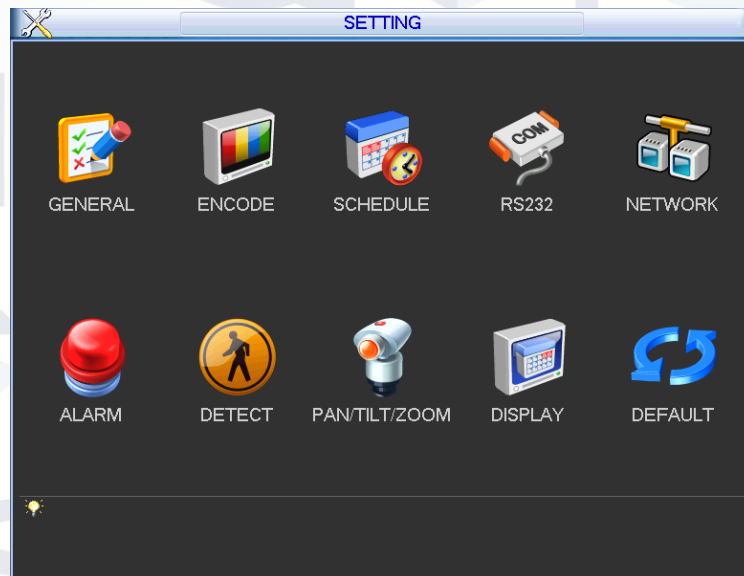 SETTING
COM
GENERAL ENCODE SCHEDULE RS232 NETWORK
ALARM DETECT PAN/TILT/ZOOM DISPLAY DEFAULT